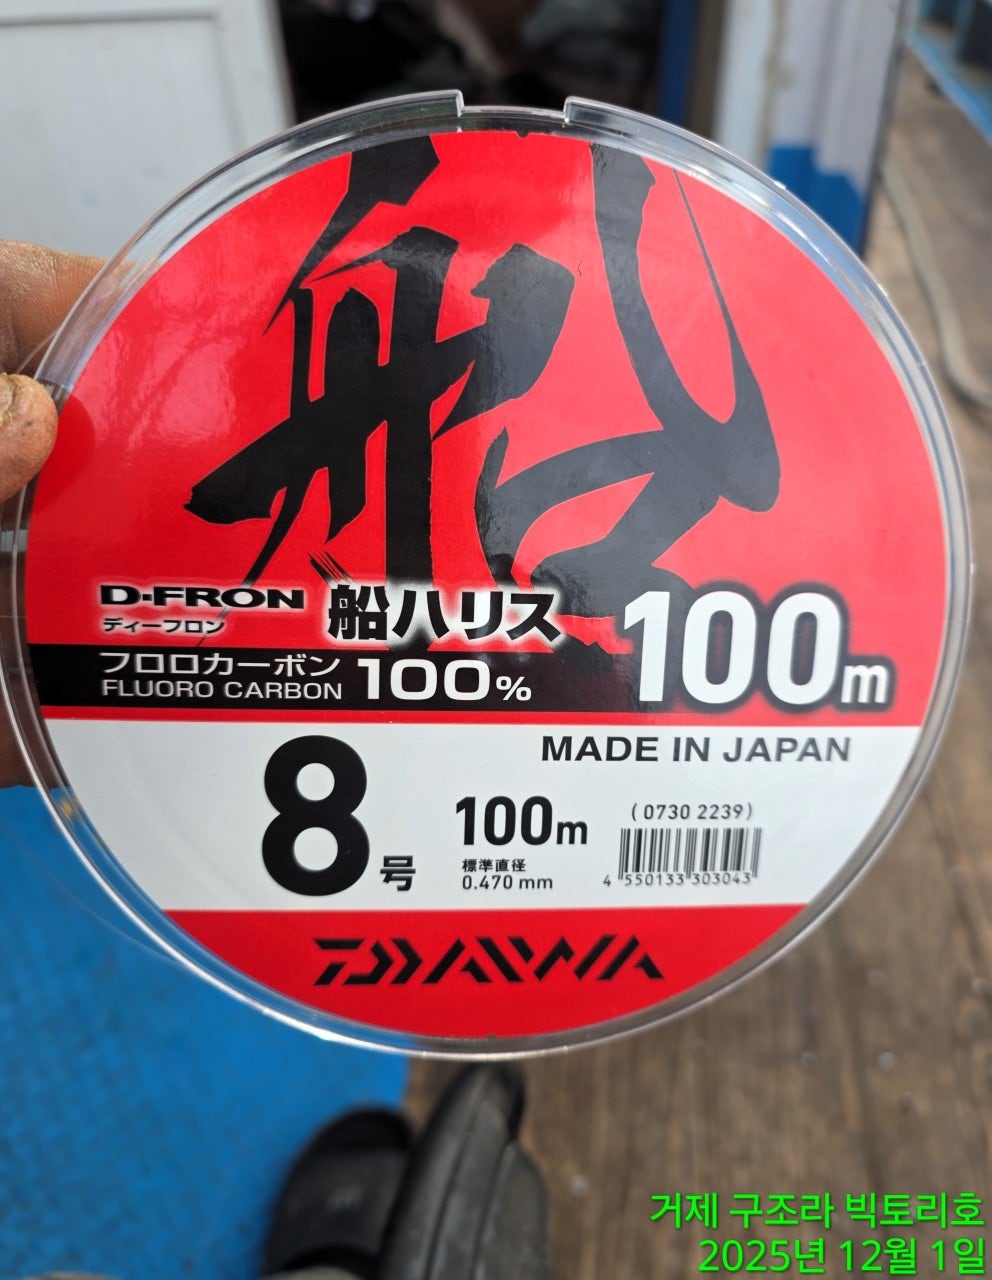 船
D-FRON 船ハリス 100m
ディーフロン
フロロカーボン 100%
FLUORO CARBON
MADE IN JAPAN
8号
100m
標準直径
0.470 mm
(0730 2239)
4 550133 303043
DAIWA
거제 구조라 빅토리호
2025년 12월 1일